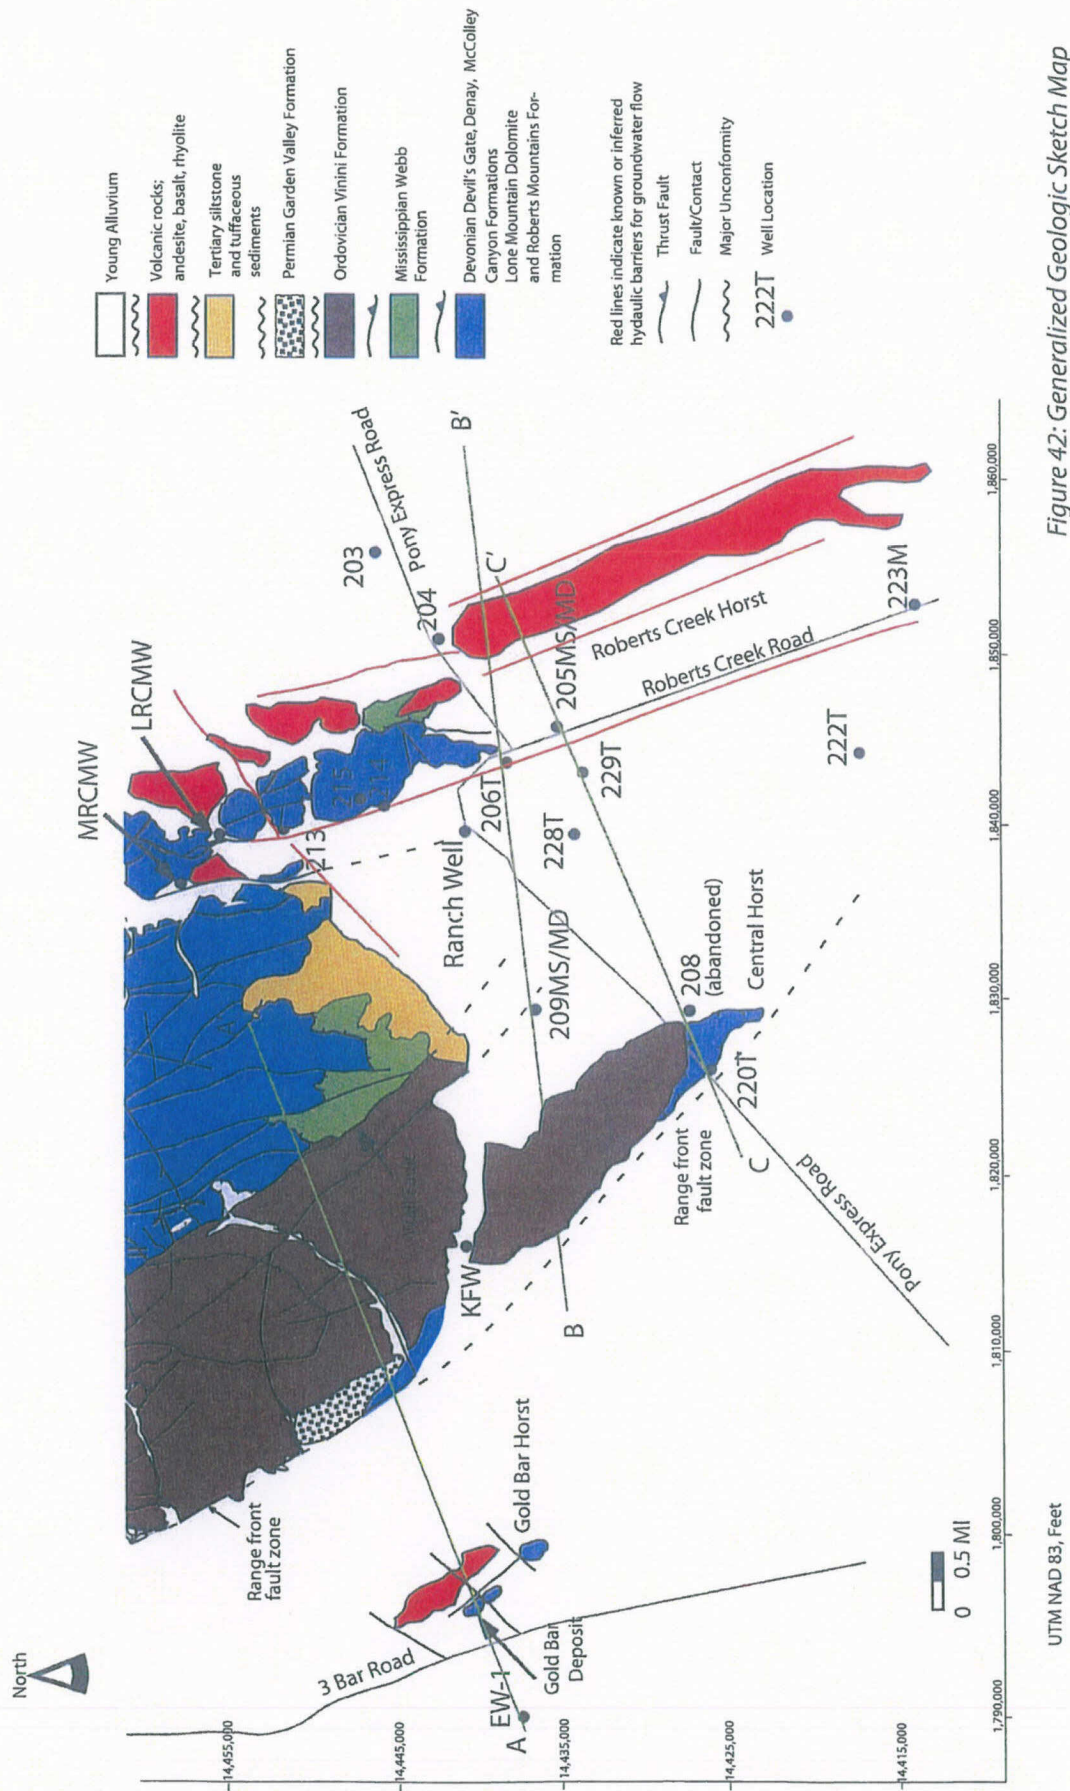 North
Young Alluvium
Volcanic rocks;
andesite, basalt, rhyolite
Tertiary siltstone
and tuffaceous
sediments
Permian Garden Valley Formation
Ordovician Vinini Formation
Mississippian Webb
Formation
Devonian Devil's Gate, Denay, McColley
Canyon Formations
Lone Mountain Dolomite
and Roberts Mountains For-
mation
Red lines indicate known or inferred
hydaulic barriers for groundwater flow
Thrust Fault
Fault/Contact
Major Unconformity
222T
Well Location
MRCMW
LRCMW
213
215
214
203
204
Pony Express Road
B'
C'
A'
Ranch Well
206T
205MS/MD
Roberts Creek Horst
Roberts Creek Road
223M
228T
229T
222T
209MS/MD
208
(abandoned)
Central Horst
220T
Range front
fault zone
C
Pony Express Road
KFW
B
Range front
fault zone
Gold Bar Horst
Gold Bar
Deposit
3 Bar Road
EW-1
A
0 0.5 MI
14,455,000
14,445,000
14,435,000
14,425,000
14,415,000
1,790,000
1,800,000
1,810,000
1,820,000
1,830,000
1,840,000
1,850,000
1,860,000
UTM NAD 83, Feet
Figure 42: Generalized Geologic Sketch Map